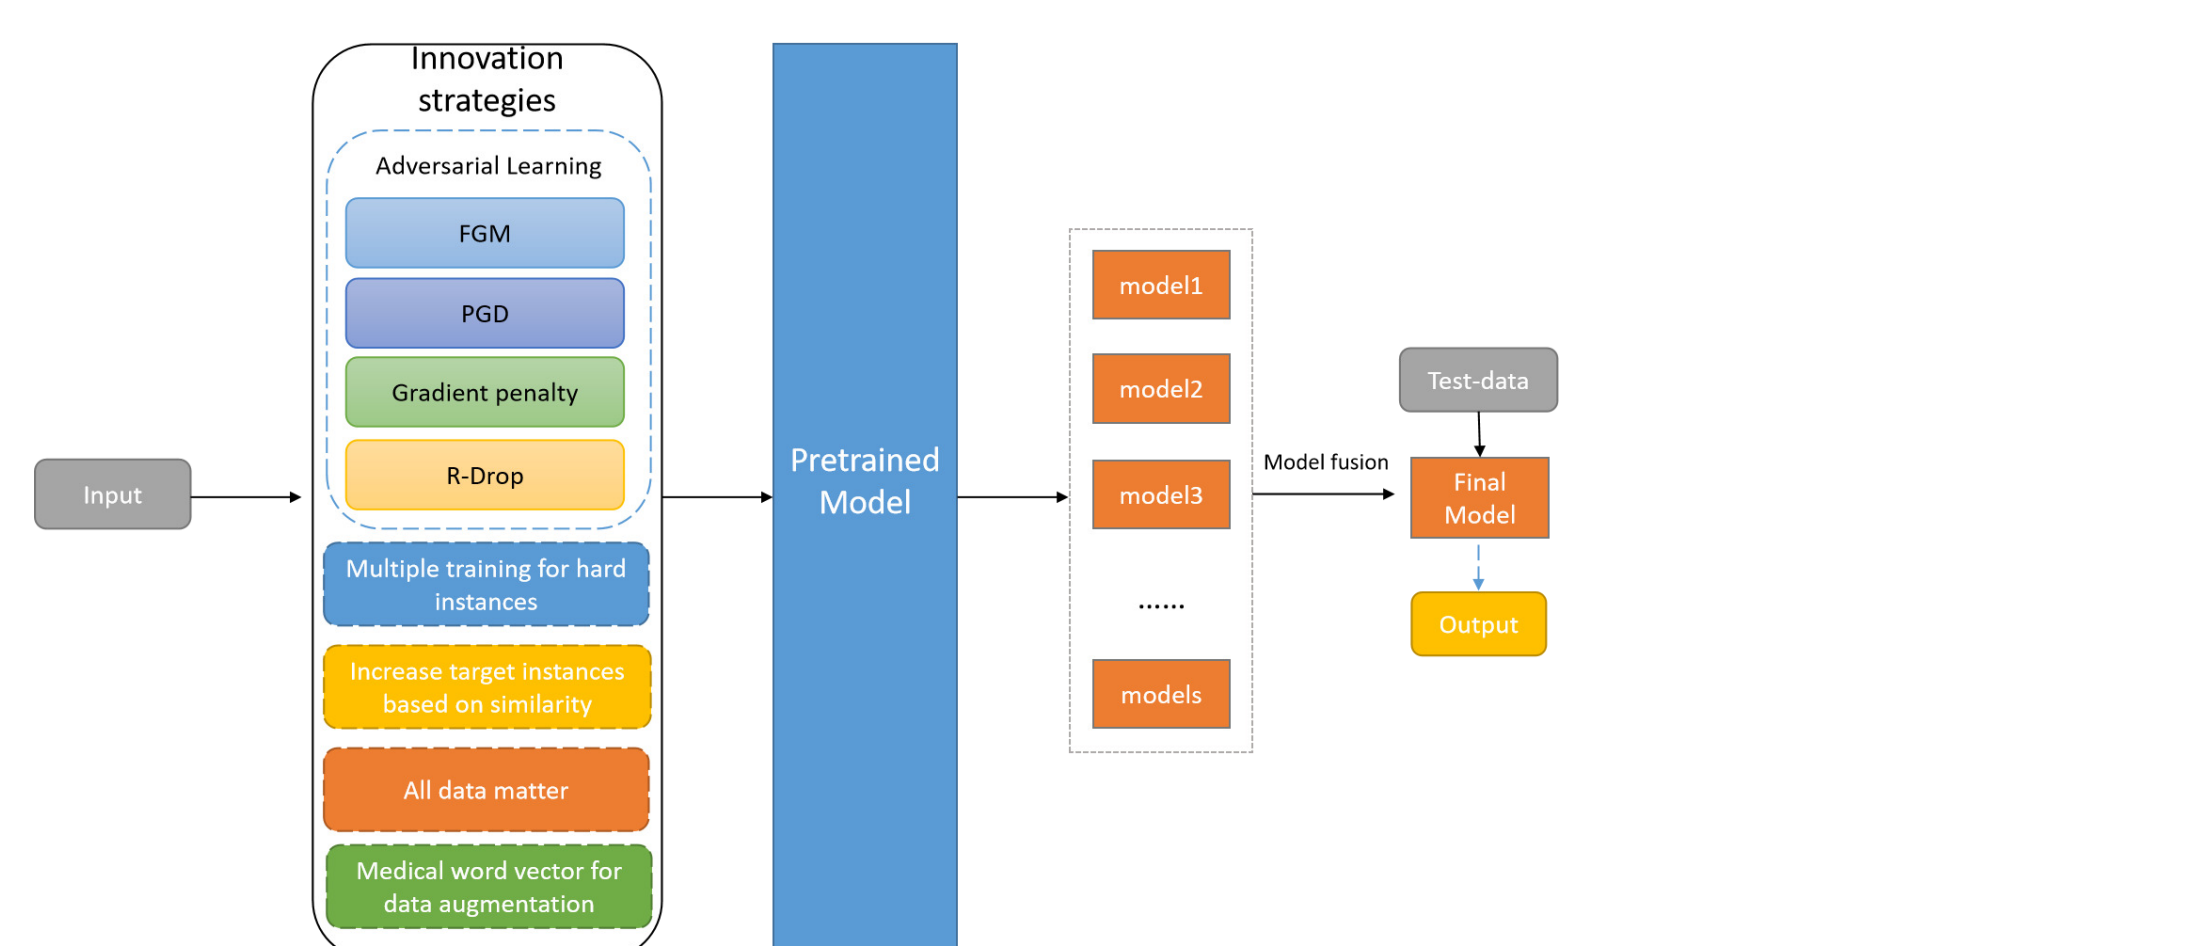 Innovation
strategies
Adversarial Learning
FGM
PGD
Gradient penalty
R-Drop
Input
Multiple training for hard
instances
Increase target instances
based on similarity
All data matter
Medical word vector for
data augmentation
Pretrained
Model
model1
model2
model3
......
models
Model fusion
Test-data
Final
Model
Output